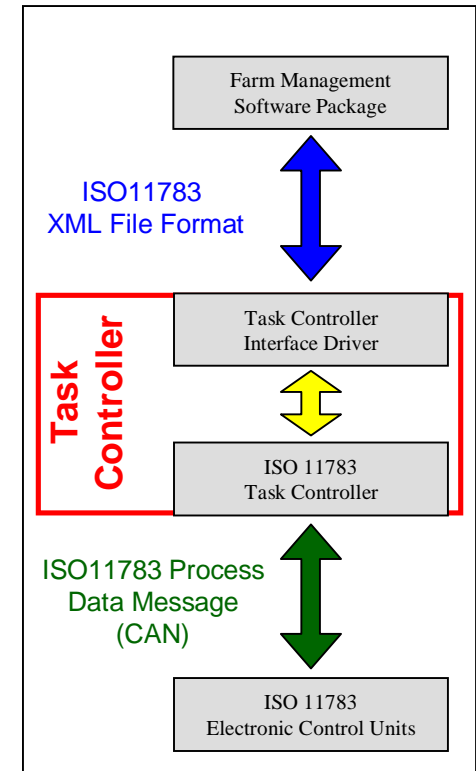 Farm Management
Software Package
ISO11783
XML File Format
Task
Controller
Task Controller
Interface Driver
ISO 11783
Task Controller
ISO11783 Process
Data Message
(CAN)
ISO 11783
Electronic Control Units